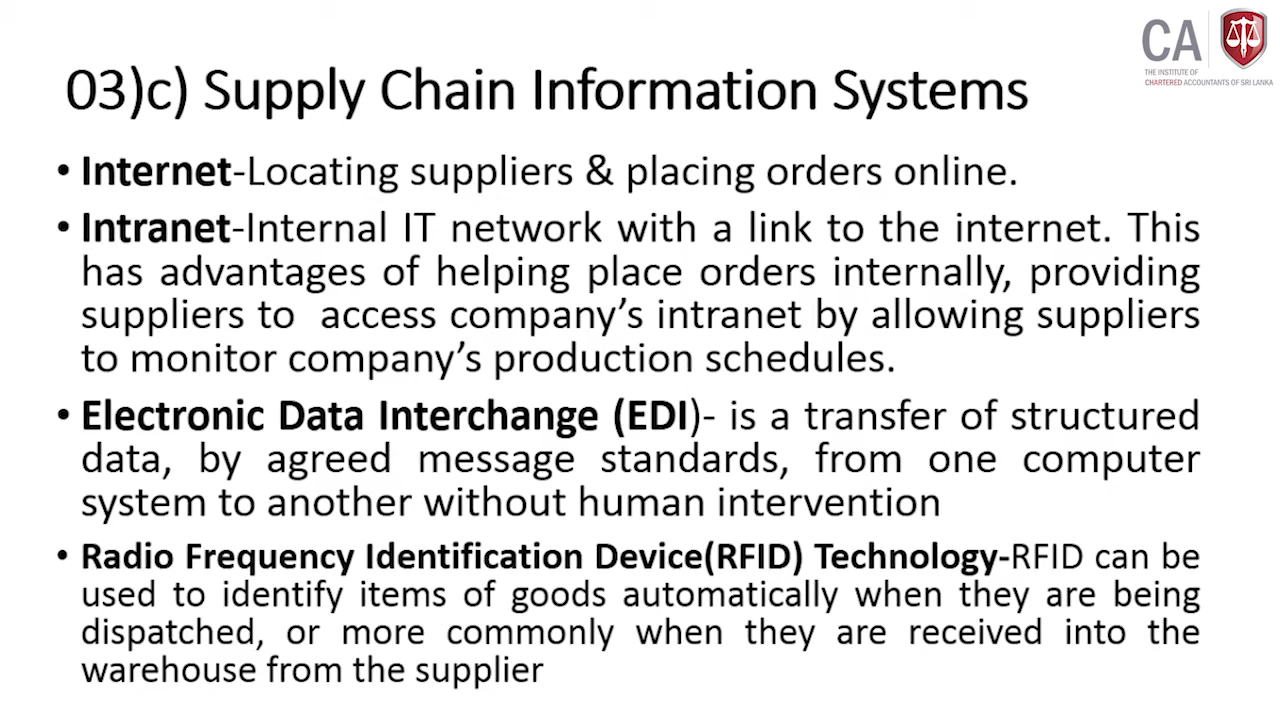 CA
THE INSTITUTE OF
CHARTERED ACCOUNTANTS OF SRI LANKA
03)c) Supply Chain Information Systems
• Internet-Locating suppliers & placing orders online.
• Intranet-Internal IT network with a link to the internet. This
has advantages of helping place orders internally, providing
suppliers to access company’s intranet by allowing suppliers
to monitor company’s production schedules.
• Electronic Data Interchange (EDI)- is a transfer of structured
data, by agreed message standards, from one computer
system to another without human intervention
• Radio Frequency Identification Device(RFID) Technology-RFID can be
used to identify items of goods automatically when they are being
dispatched, or more commonly when they are received into the
warehouse from the supplier